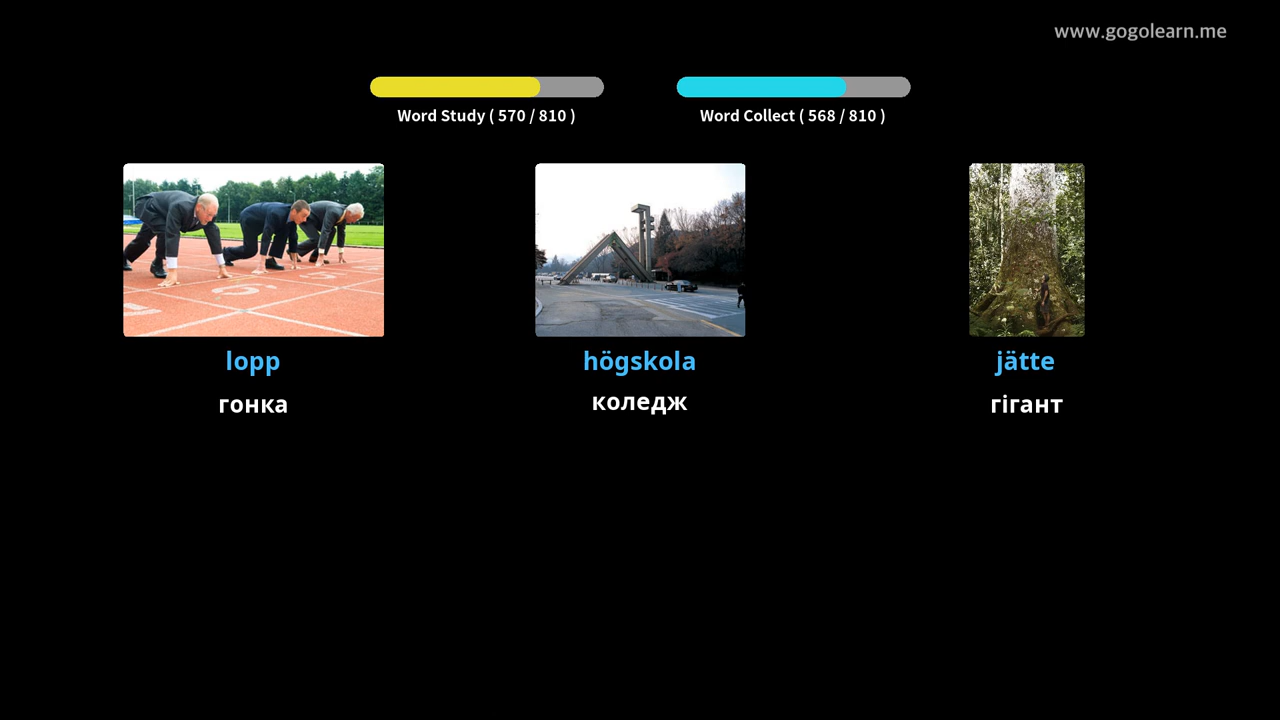 www.gogolearn.me
Word Study ( 570 / 810 )
Word Collect ( 568 / 810 )
lopp
гонка
högskola
коледж
jätte
гігант